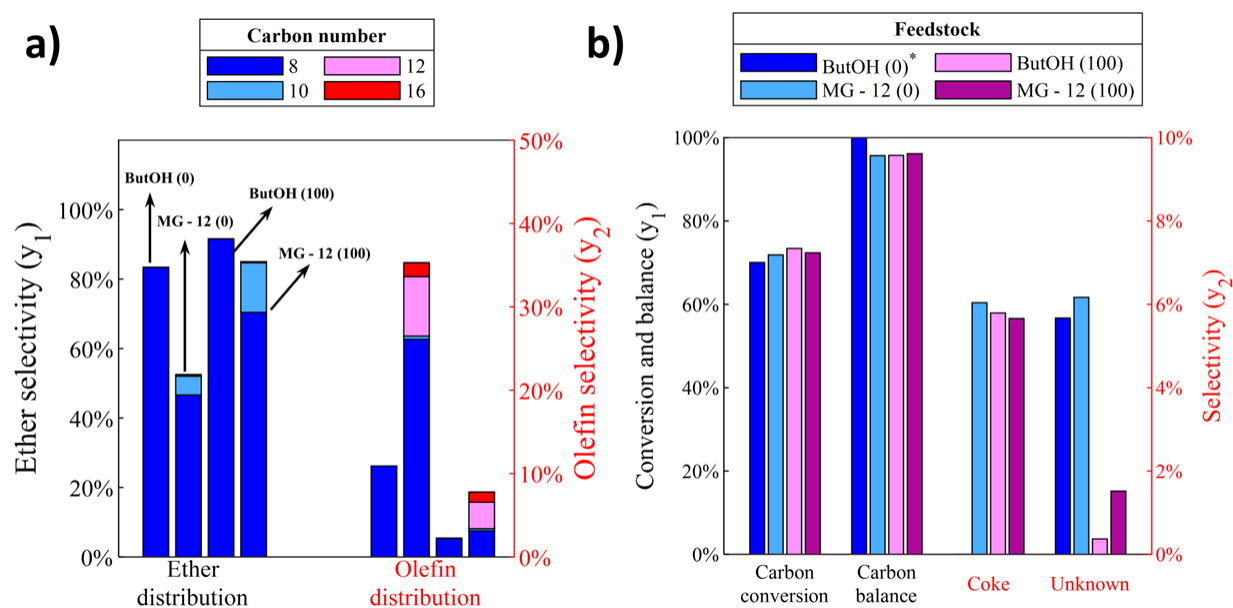 a)
Carbon number
8 12
10 16
Ether selectivity (y1)
100%
80%
60%
40%
20%
0%
ButOH (0)
MG - 12 (0)
ButOH (100)
MG - 12 (100)
Ether
distribution
Olefin
distribution
50%
40%
30%
20%
10%
0%
Olefin selectivity (y2)
b)
Feedstock
ButOH (0)* ButOH (100)
MG - 12 (0) MG - 12 (100)
Conversion and balance (y1)
100%
80%
60%
40%
20%
0%
Carbon
conversion
Carbon
balance
Coke
Unknown
10%
8%
6%
4%
2%
0%
Selectivity (y2)